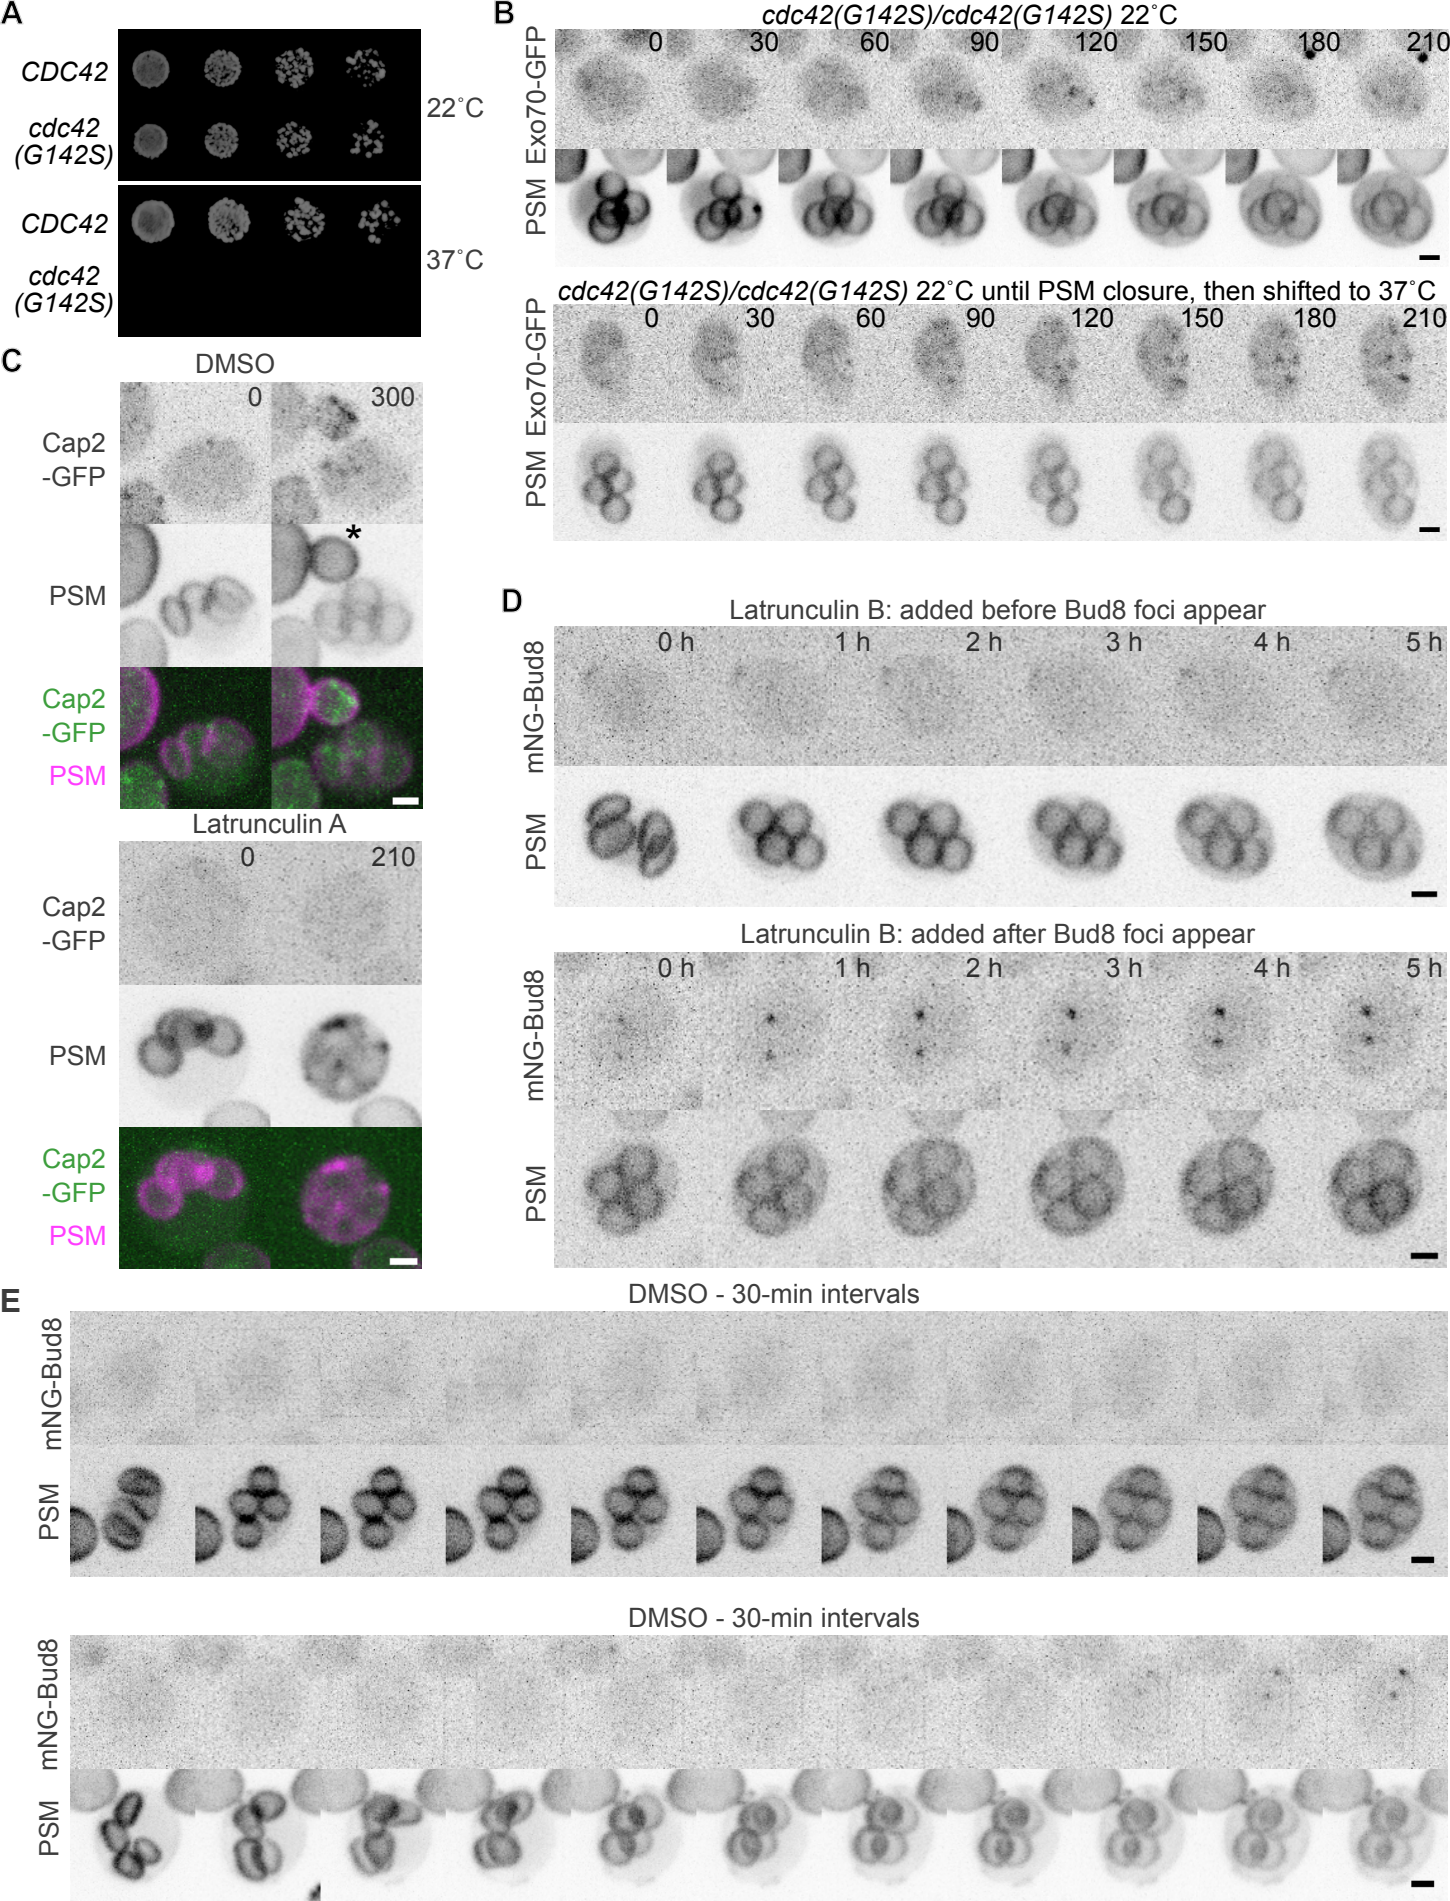 A
CDC42
cdc42
(G142S)
22˚C
CDC42
cdc42
(G142S)
37˚C
B
cdc42(G142S)/cdc42(G142S) 22˚C
Exo70-GFP
0 30 60 90 120 150 180 210
PSM
cdc42(G142S)/cdc42(G142S) 22˚C until PSM closure, then shifted to 37˚C
Exo70-GFP
0 30 60 90 120 150 180 210
PSM
C
DMSO
0 300
Cap2
-GFP
*
PSM
Cap2
-GFP
PSM
Latrunculin A
0 210
Cap2
-GFP
PSM
Cap2
-GFP
PSM
D
Latrunculin B: added before Bud8 foci appear
mNG-Bud8
0 h 1 h 2 h 3 h 4 h 5 h
PSM
Latrunculin B: added after Bud8 foci appear
mNG-Bud8
0 h 1 h 2 h 3 h 4 h 5 h
PSM
E
DMSO - 30-min intervals
mNG-Bud8
PSM
DMSO - 30-min intervals
mNG-Bud8
PSM